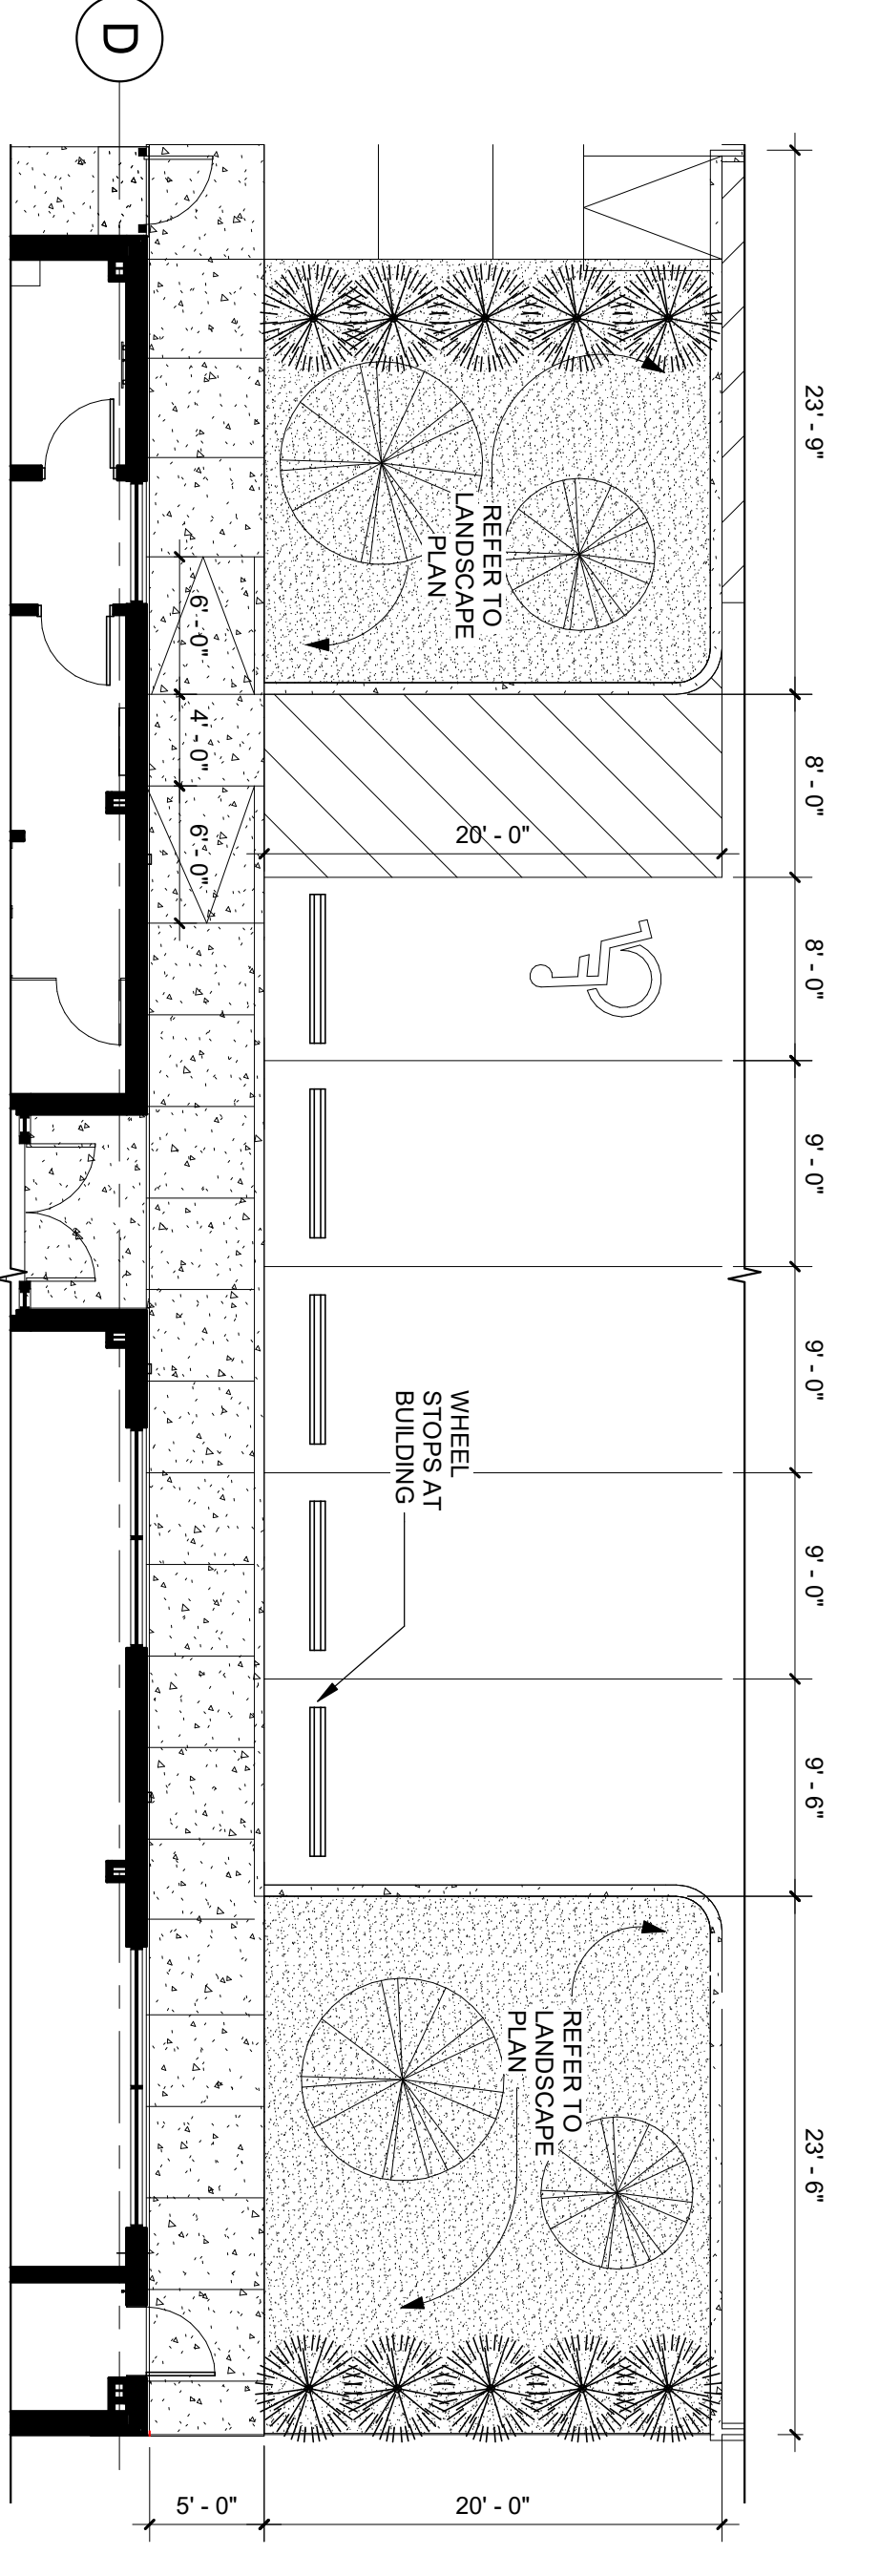 D
23' - 9"
8' - 0"
8' - 0"
9' - 0"
9' - 0"
9' - 0"
9' - 6"
23' - 6"
REFER TO
LANDSCAPE
PLAN
6' - 0"
4' - 0"
6' - 0"
20' - 0"
WHEEL
STOPS AT
BUILDING
REFER TO
LANDSCAPE
PLAN
5' - 0"
20' - 0"